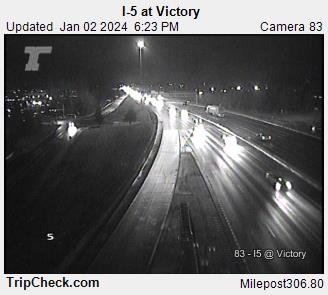 I-5 at Victory
Updated Jan 02 2024 6:23 PM Camera 83
T
S
83 - I5 @ Victory
TripCheck.com Milepost306.80